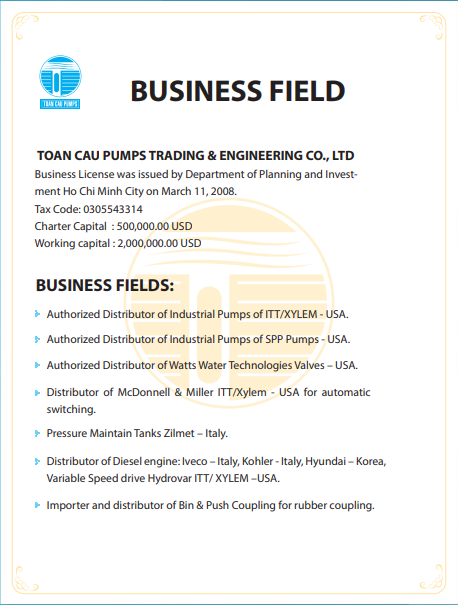 TOAN CAU PUMPS
BUSINESS FIELD
TOAN CAU PUMPS TRADING & ENGINEERING CO., LTD
Business License was issued by Department of Planning and Invest-
ment Ho Chi Minh City on March 11, 2008.
Tax Code: 0305543314
Charter Capital : 500,000.00 USD
Working capital : 2,000,000.00 USD
BUSINESS FIELDS:
Authorized Distributor of Industrial Pumps of ITT/XYLEM - USA.
Authorized Distributor of Industrial Pumps of SPP Pumps - USA.
Authorized Distributor of Watts Water Technologies Valves – USA.
Distributor of McDonnell & Miller ITT/Xylem - USA for automatic
switching.
Pressure Maintain Tanks Zilmet – Italy.
Distributor of Diesel engine: Iveco – Italy, Kohler - Italy, Hyundai – Korea,
Variable Speed drive Hydrovar ITT/ XYLEM –USA.
Importer and distributor of Bin & Push Coupling for rubber coupling.